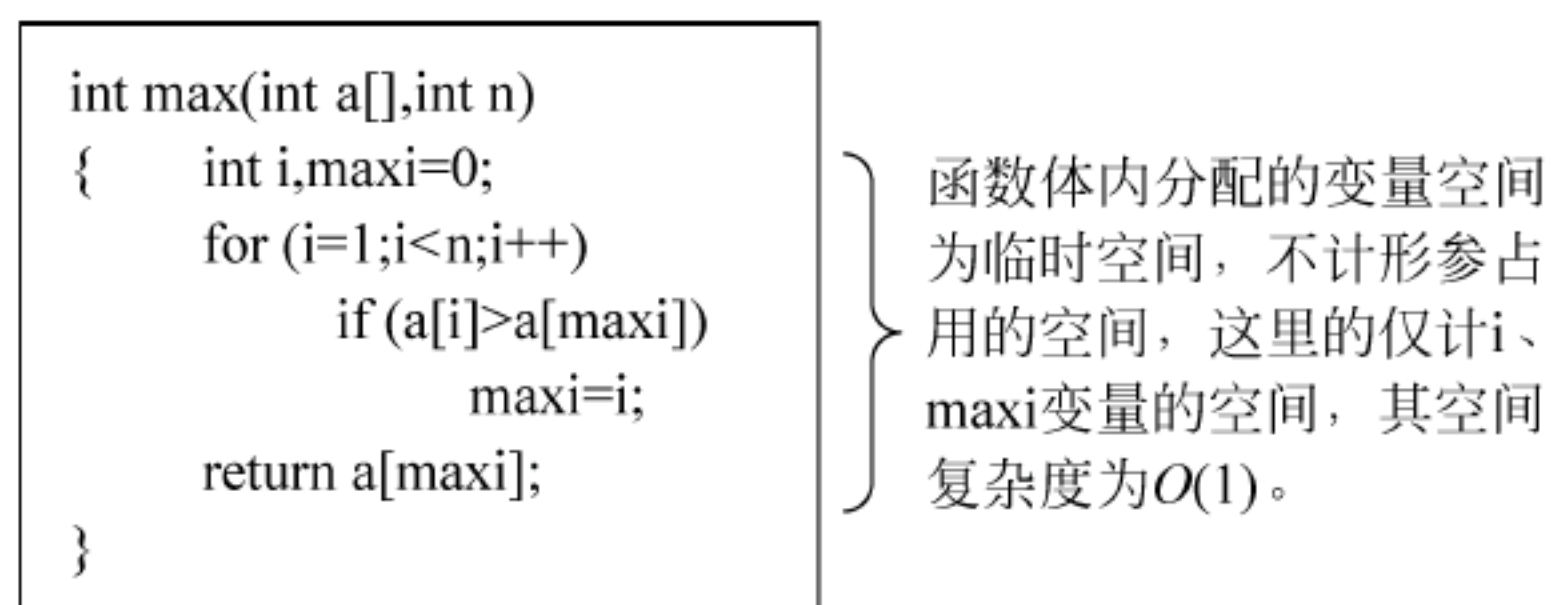 int max(int a[],int n)
{ int i,maxi=0;
for (i=1;i<n;i++)
if (a[i]>a[maxi])
maxi=i;
return a[maxi];
}
函数体内分配的变量空间
为临时空间，不计形参占
用的空间，这里的仅计i、
maxi变量的空间，其空间
复杂度为O(1)。